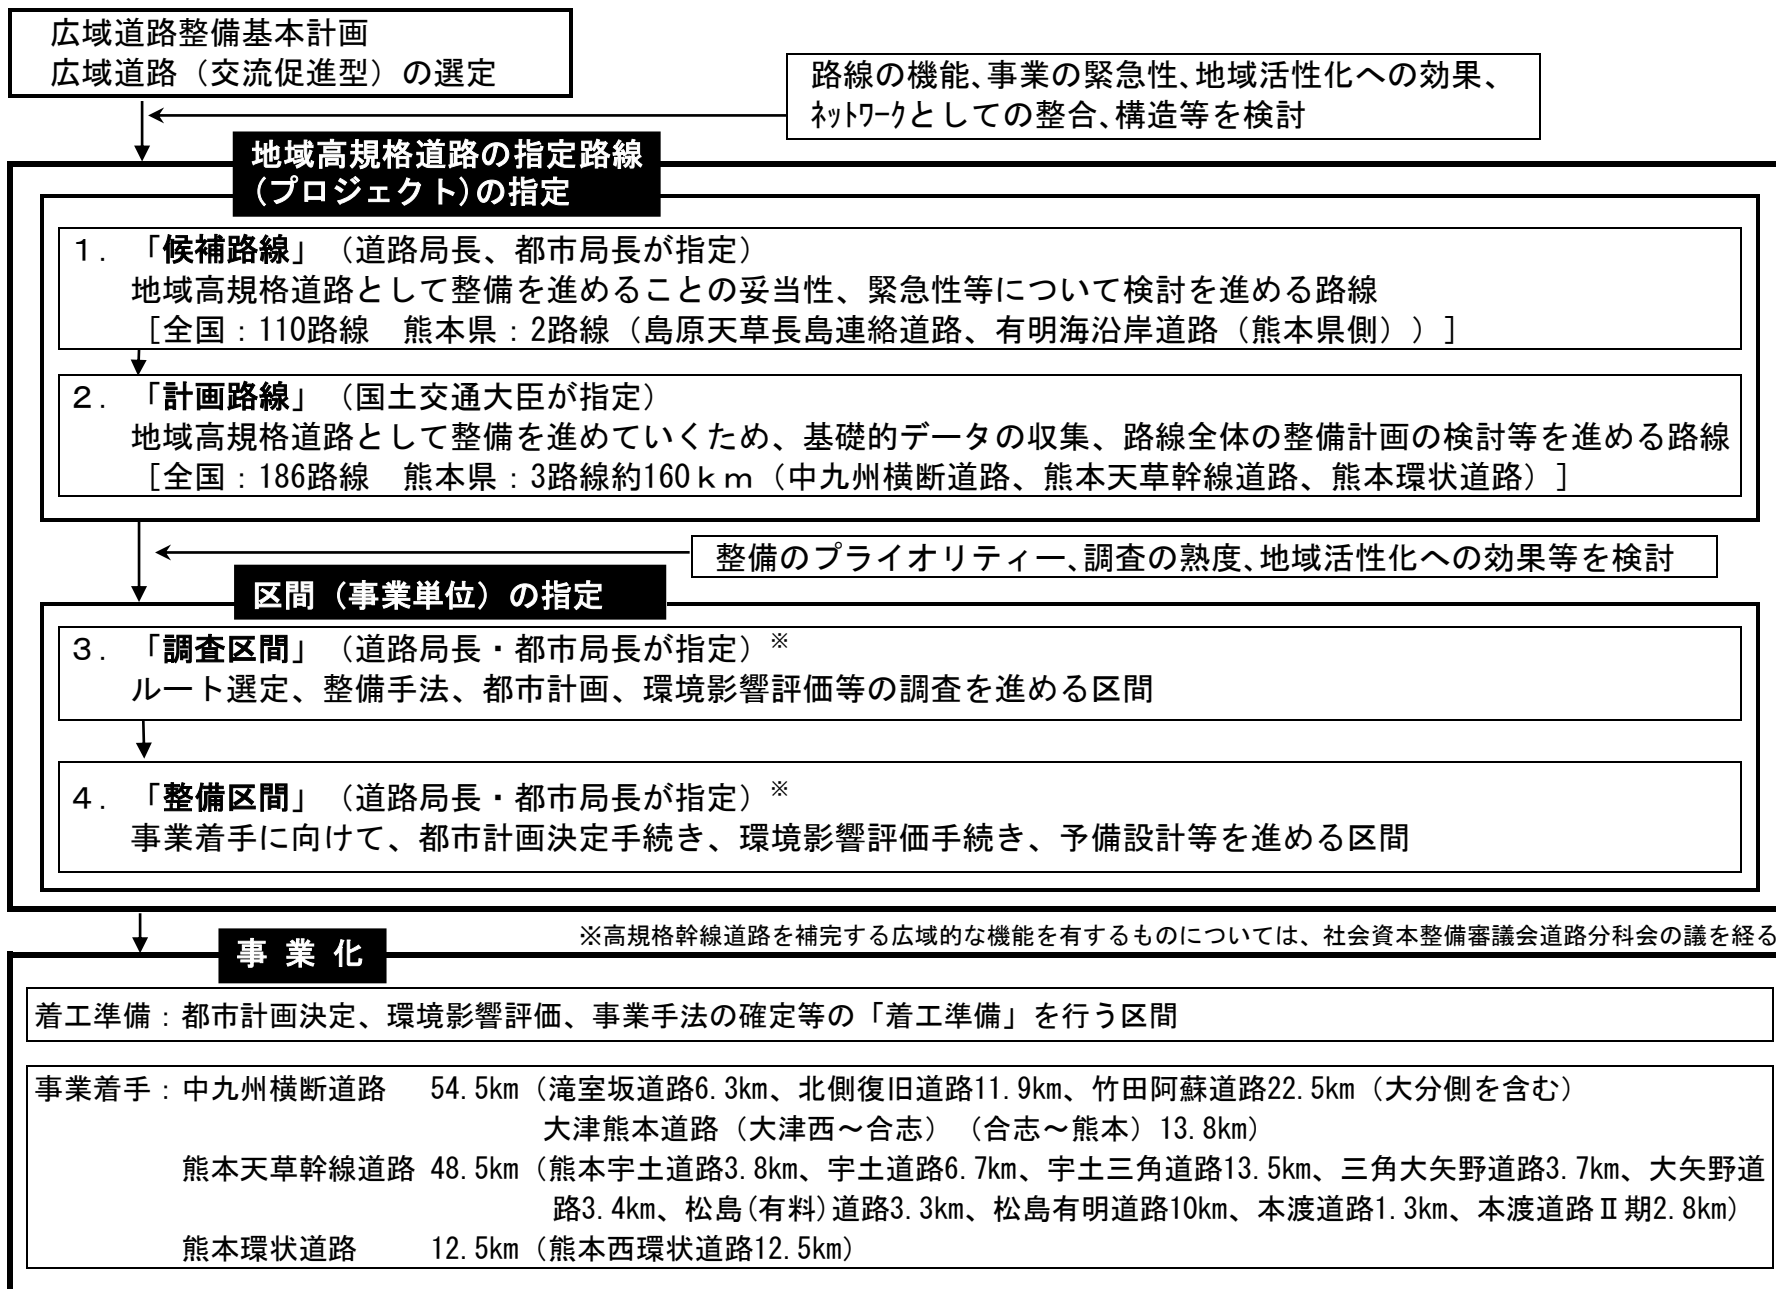 広域道路整備基本計画
広域道路（交流促進型）の選定
路線の機能、事業の緊急性、地域活性化への効果、
ﾈｯﾄﾜｰｸとしての整合、構造等を検討
地域高規格道路の指定路線
(プロジェクト)の指定
１．「候補路線」（道路局長、都市局長が指定）
地域高規格道路として整備を進めることの妥当性、緊急性等について検討を進める路線
［全国：110路線　熊本県：2路線（島原天草長島連絡道路、有明海沿岸道路（熊本県側））］
２．「計画路線」（国土交通大臣が指定）
地域高規格道路として整備を進めていくため、基礎的データの収集、路線全体の整備計画の検討等を進める路線
［全国：186路線　熊本県：3路線約160ｋｍ（中九州横断道路、熊本天草幹線道路、熊本環状道路）］
整備のプライオリティー、調査の熟度、地域活性化への効果等を検討
区間（事業単位）の指定
３．「調査区間」（道路局長・都市局長が指定）※
ルート選定、整備手法、都市計画、環境影響評価等の調査を進める区間
４．「整備区間」（道路局長・都市局長が指定）※
事業着手に向けて、都市計画決定手続き、環境影響評価手続き、予備設計等を進める区間
※高規格幹線道路を補完する広域的な機能を有するものについては、社会資本整備審議会道路分科会の議を経る
事 業 化
着工準備：都市計画決定、環境影響評価、事業手法の確定等の「着工準備」を行う区間
事業着手：中九州横断道路　54.5km（滝室坂道路6.3km、北側復旧道路11.9km、竹田阿蘇道路22.5km（大分側を含む）
大津熊本道路（大津西～合志）（合志～熊本）13.8km）
熊本天草幹線道路 48.5km（熊本宇土道路3.8km、宇土道路6.7km、宇土三角道路13.5km、三角大矢野道路3.7km、大矢野道
路3.4km、松島(有料)道路3.3km、松島有明道路10km、本渡道路1.3km、本渡道路Ⅱ期2.8km）
熊本環状道路　12.5km（熊本西環状道路12.5km）